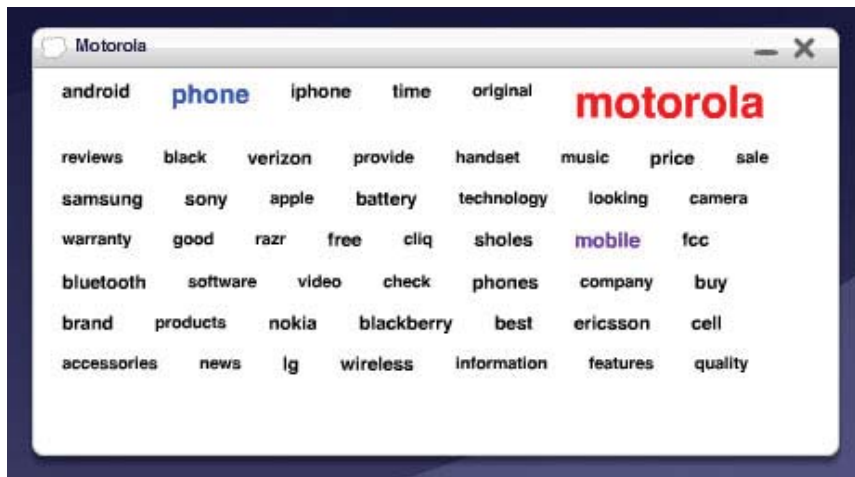 Motorola
android phone iphone time original motorola
reviews black verizon provide handset music price sale
samsung sony apple battery technology looking camera
warranty good razr free cliq sholes mobile fcc
bluetooth software video check phones company buy
brand products nokia blackberry best ericsson cell
accessories news lg wireless information features quality